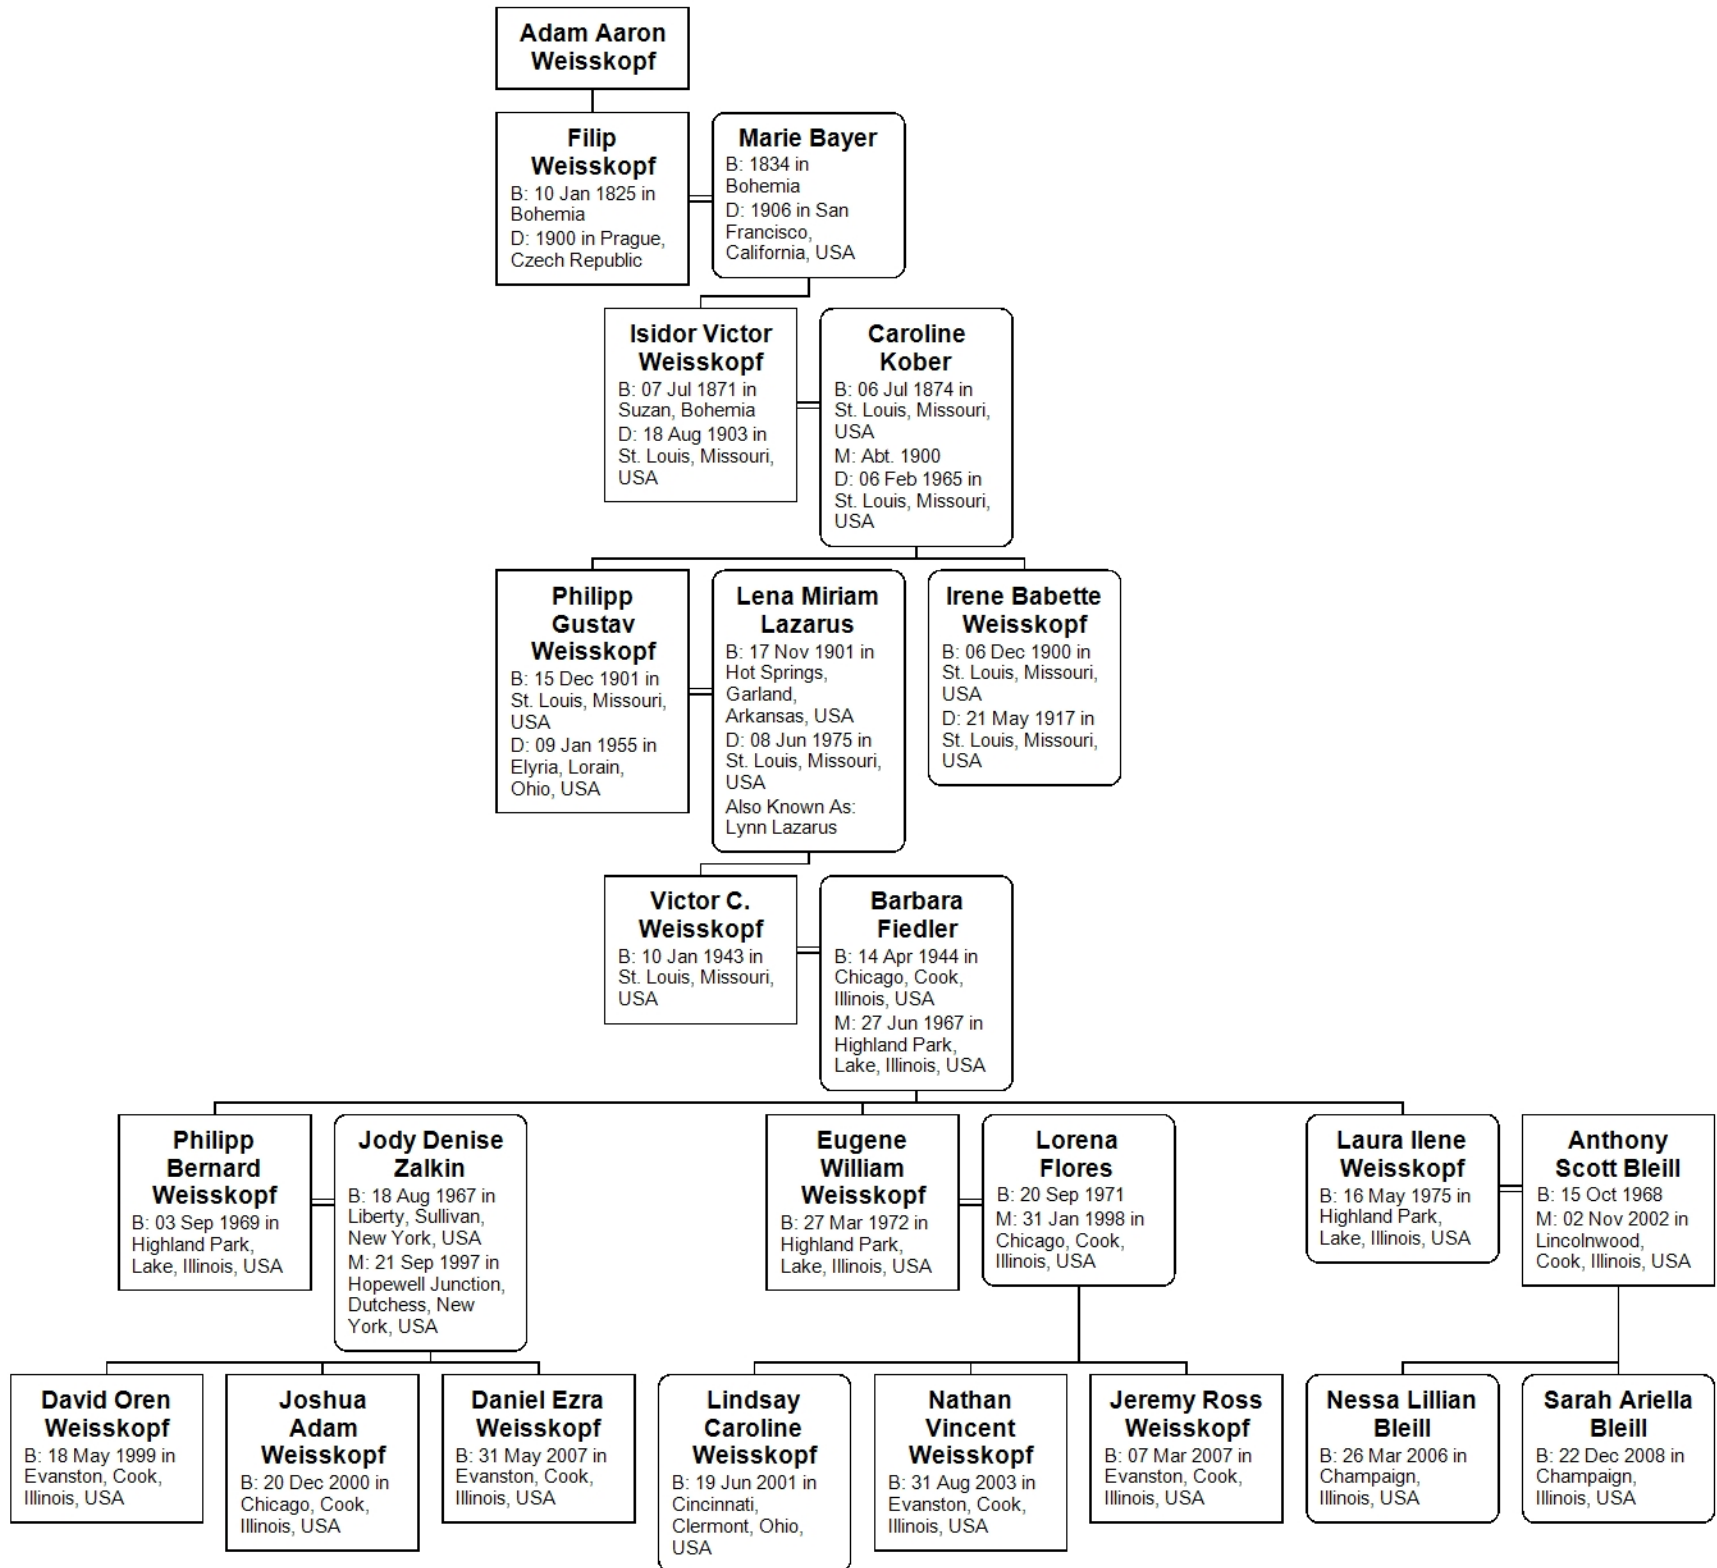 Adam Aaron
Weisskopf
Filip
Weisskopf
B: 10 Jan 1825 in
Bohemia
D: 1900 in Prague,
Czech Republic
Marie Bayer
B: 1834 in
Bohemia
D: 1906 in San
Francisco,
California, USA
Isidor Victor
Weisskopf
B: 07 Jul 1871 in
Suzan, Bohemia
D: 18 Aug 1903 in
St. Louis, Missouri,
USA
Caroline
Kober
B: 06 Jul 1874 in
St. Louis, Missouri,
USA
M: Abt. 1900
D: 06 Feb 1965 in
St. Louis, Missouri,
USA
Philipp
Gustav
Weisskopf
B: 15 Dec 1901 in
St. Louis, Missouri,
USA
D: 09 Jan 1955 in
Elyria, Lorain,
Ohio, USA
Lena Miriam
Lazarus
B: 17 Nov 1901 in
Hot Springs,
Garland,
Arkansas, USA
D: 08 Jun 1975 in
St. Louis, Missouri,
USA
Also Known As:
Lynn Lazarus
Irene Babette
Weisskopf
B: 06 Dec 1900 in
St. Louis, Missouri,
USA
D: 21 May 1917 in
St. Louis, Missouri,
USA
Victor C.
Weisskopf
B: 10 Jan 1943 in
St. Louis, Missouri,
USA
Barbara
Fiedler
B: 14 Apr 1944 in
Chicago, Cook,
Illinois, USA
M: 27 Jun 1967 in
Highland Park,
Lake, Illinois, USA
Philipp
Bernard
Weisskopf
B: 03 Sep 1969 in
Highland Park,
Lake, Illinois, USA
Jody Denise
Zalkin
B: 18 Aug 1967 in
Liberty, Sullivan,
New York, USA
M: 21 Sep 1997 in
Hopewell Junction,
Dutchess, New
York, USA
Eugene
William
Weisskopf
B: 27 Mar 1972 in
Highland Park,
Lake, Illinois, USA
Lorena
Flores
B: 20 Sep 1971
M: 31 Jan 1998 in
Chicago, Cook,
Illinois, USA
Laura Ilene
Weisskopf
B: 16 May 1975 in
Highland Park,
Lake, Illinois, USA
Anthony
Scott Bleill
B: 15 Oct 1968
M: 02 Nov 2002 in
Lincolnwood,
Cook, Illinois, USA
David Oren
Weisskopf
B: 18 May 1999 in
Evanston, Cook,
Illinois, USA
Joshua
Adam
Weisskopf
B: 20 Dec 2000 in
Chicago, Cook,
Illinois, USA
Daniel Ezra
Weisskopf
B: 31 May 2007 in
Evanston, Cook,
Illinois, USA
Lindsay
Caroline
Weisskopf
B: 19 Jun 2001 in
Cincinnati,
Clermont, Ohio,
USA
Nathan
Vincent
Weisskopf
B: 31 Aug 2003 in
Evanston, Cook,
Illinois, USA
Jeremy Ross
Weisskopf
B: 07 Mar 2007 in
Evanston, Cook,
Illinois, USA
Nessa Lillian
Bleill
B: 26 Mar 2006 in
Champaign,
Illinois, USA
Sarah Ariella
Bleill
B: 22 Dec 2008 in
Champaign,
Illinois, USA